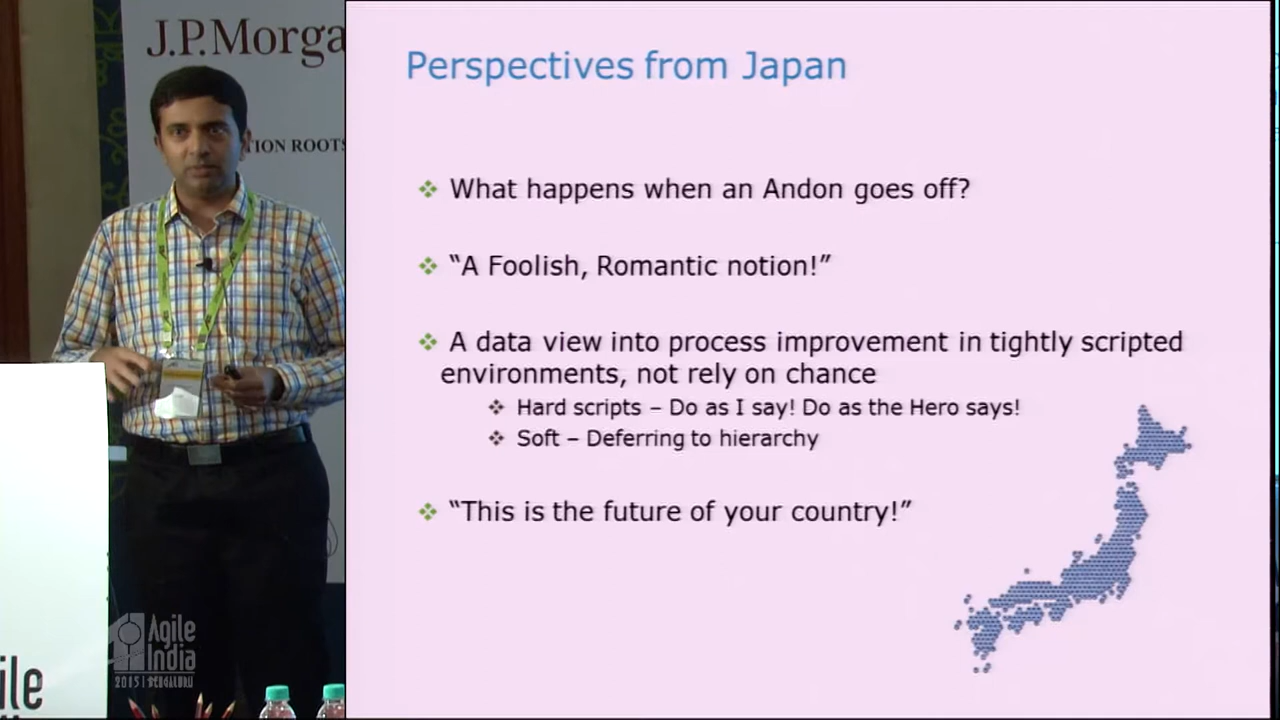 J.P.Morga
TION ROOTS
Perspectives from Japan
What happens when an Andon goes off?
“A Foolish, Romantic notion!”
A data view into process improvement in tightly scripted
environments, not rely on chance
Hard scripts – Do as I say! Do as the Hero says!
Soft – Deferring to hierarchy
“This is the future of your country!”
Agile
India
2015 | BENGALURU
ile